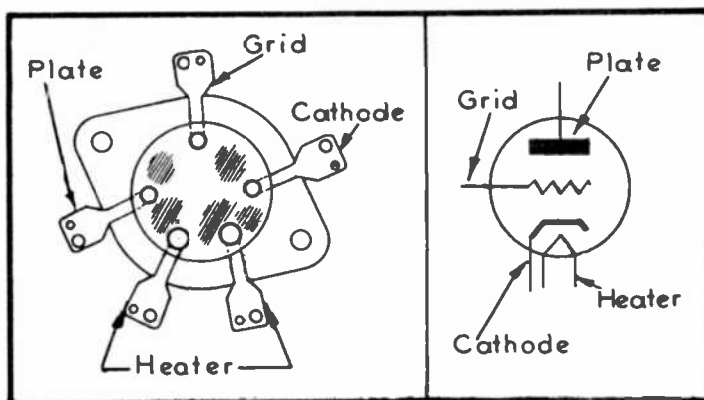 Grid
Plate
Cathode
Heater
Plate
Grid
Heater
Cathode